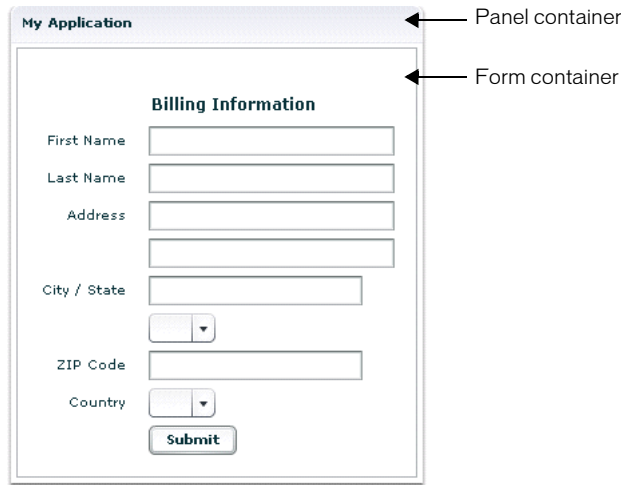 My Application
Panel container
Form container
Billing Information
First Name
Last Name
Address
City / State
ZIP Code
Country
Submit